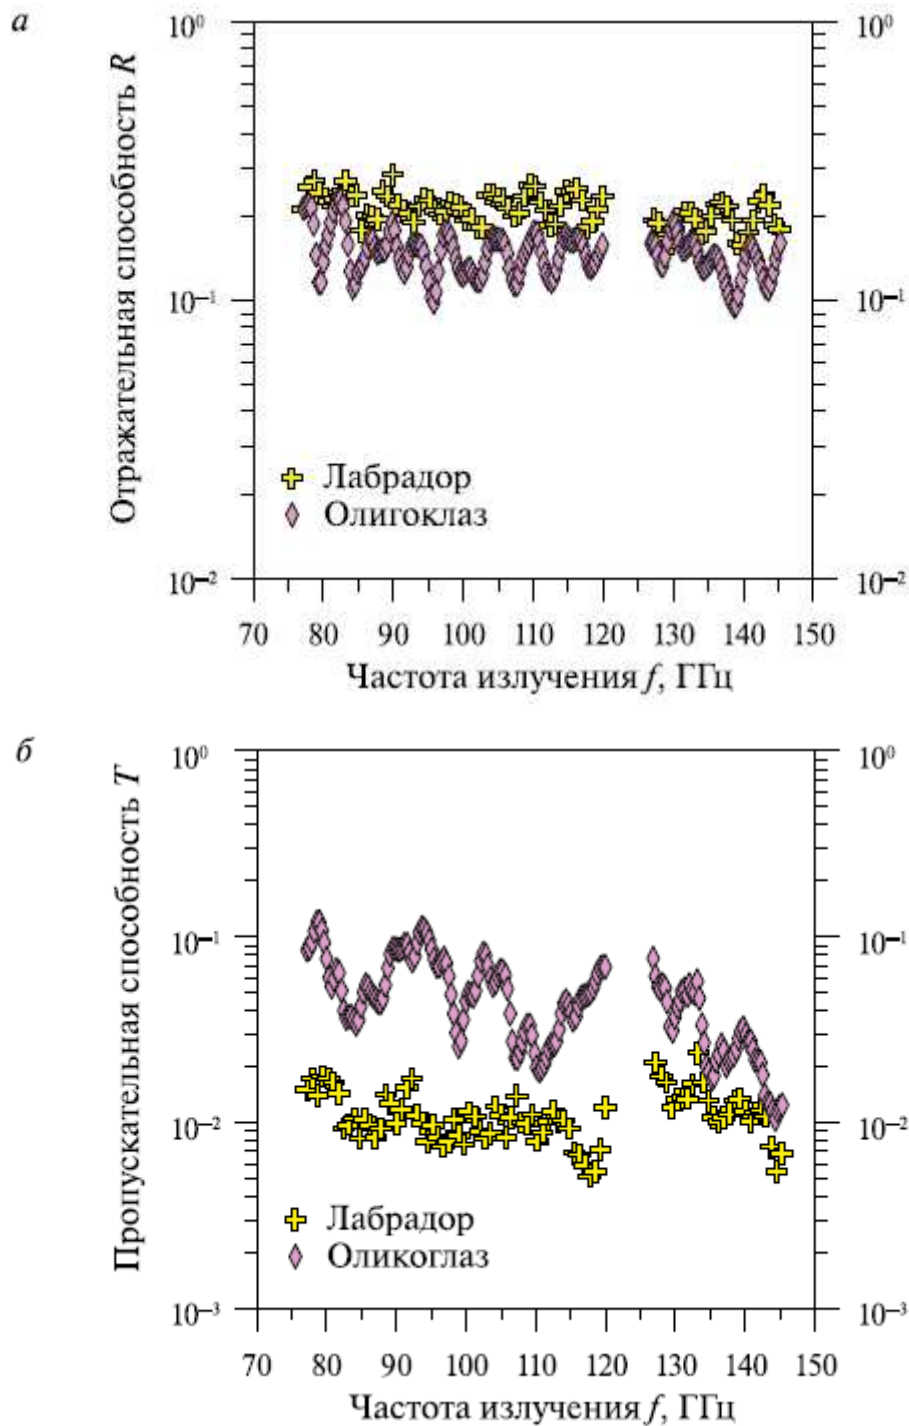 а
10⁰ 10⁰
Отражательная способность R
10⁻¹ 10⁻¹
Лабрадор
Олигоклаз
10⁻² 10⁻²
70 80 90 100 110 120 130 140 150
Частота излучения f, ГГц
б
10⁰ 10⁰
Пропускательная способность T
10⁻¹ 10⁻¹
10⁻² 10⁻²
Лабрадор
Оликоглаз
10⁻³ 10⁻³
70 80 90 100 110 120 130 140 150
Частота излучения f, ГГц